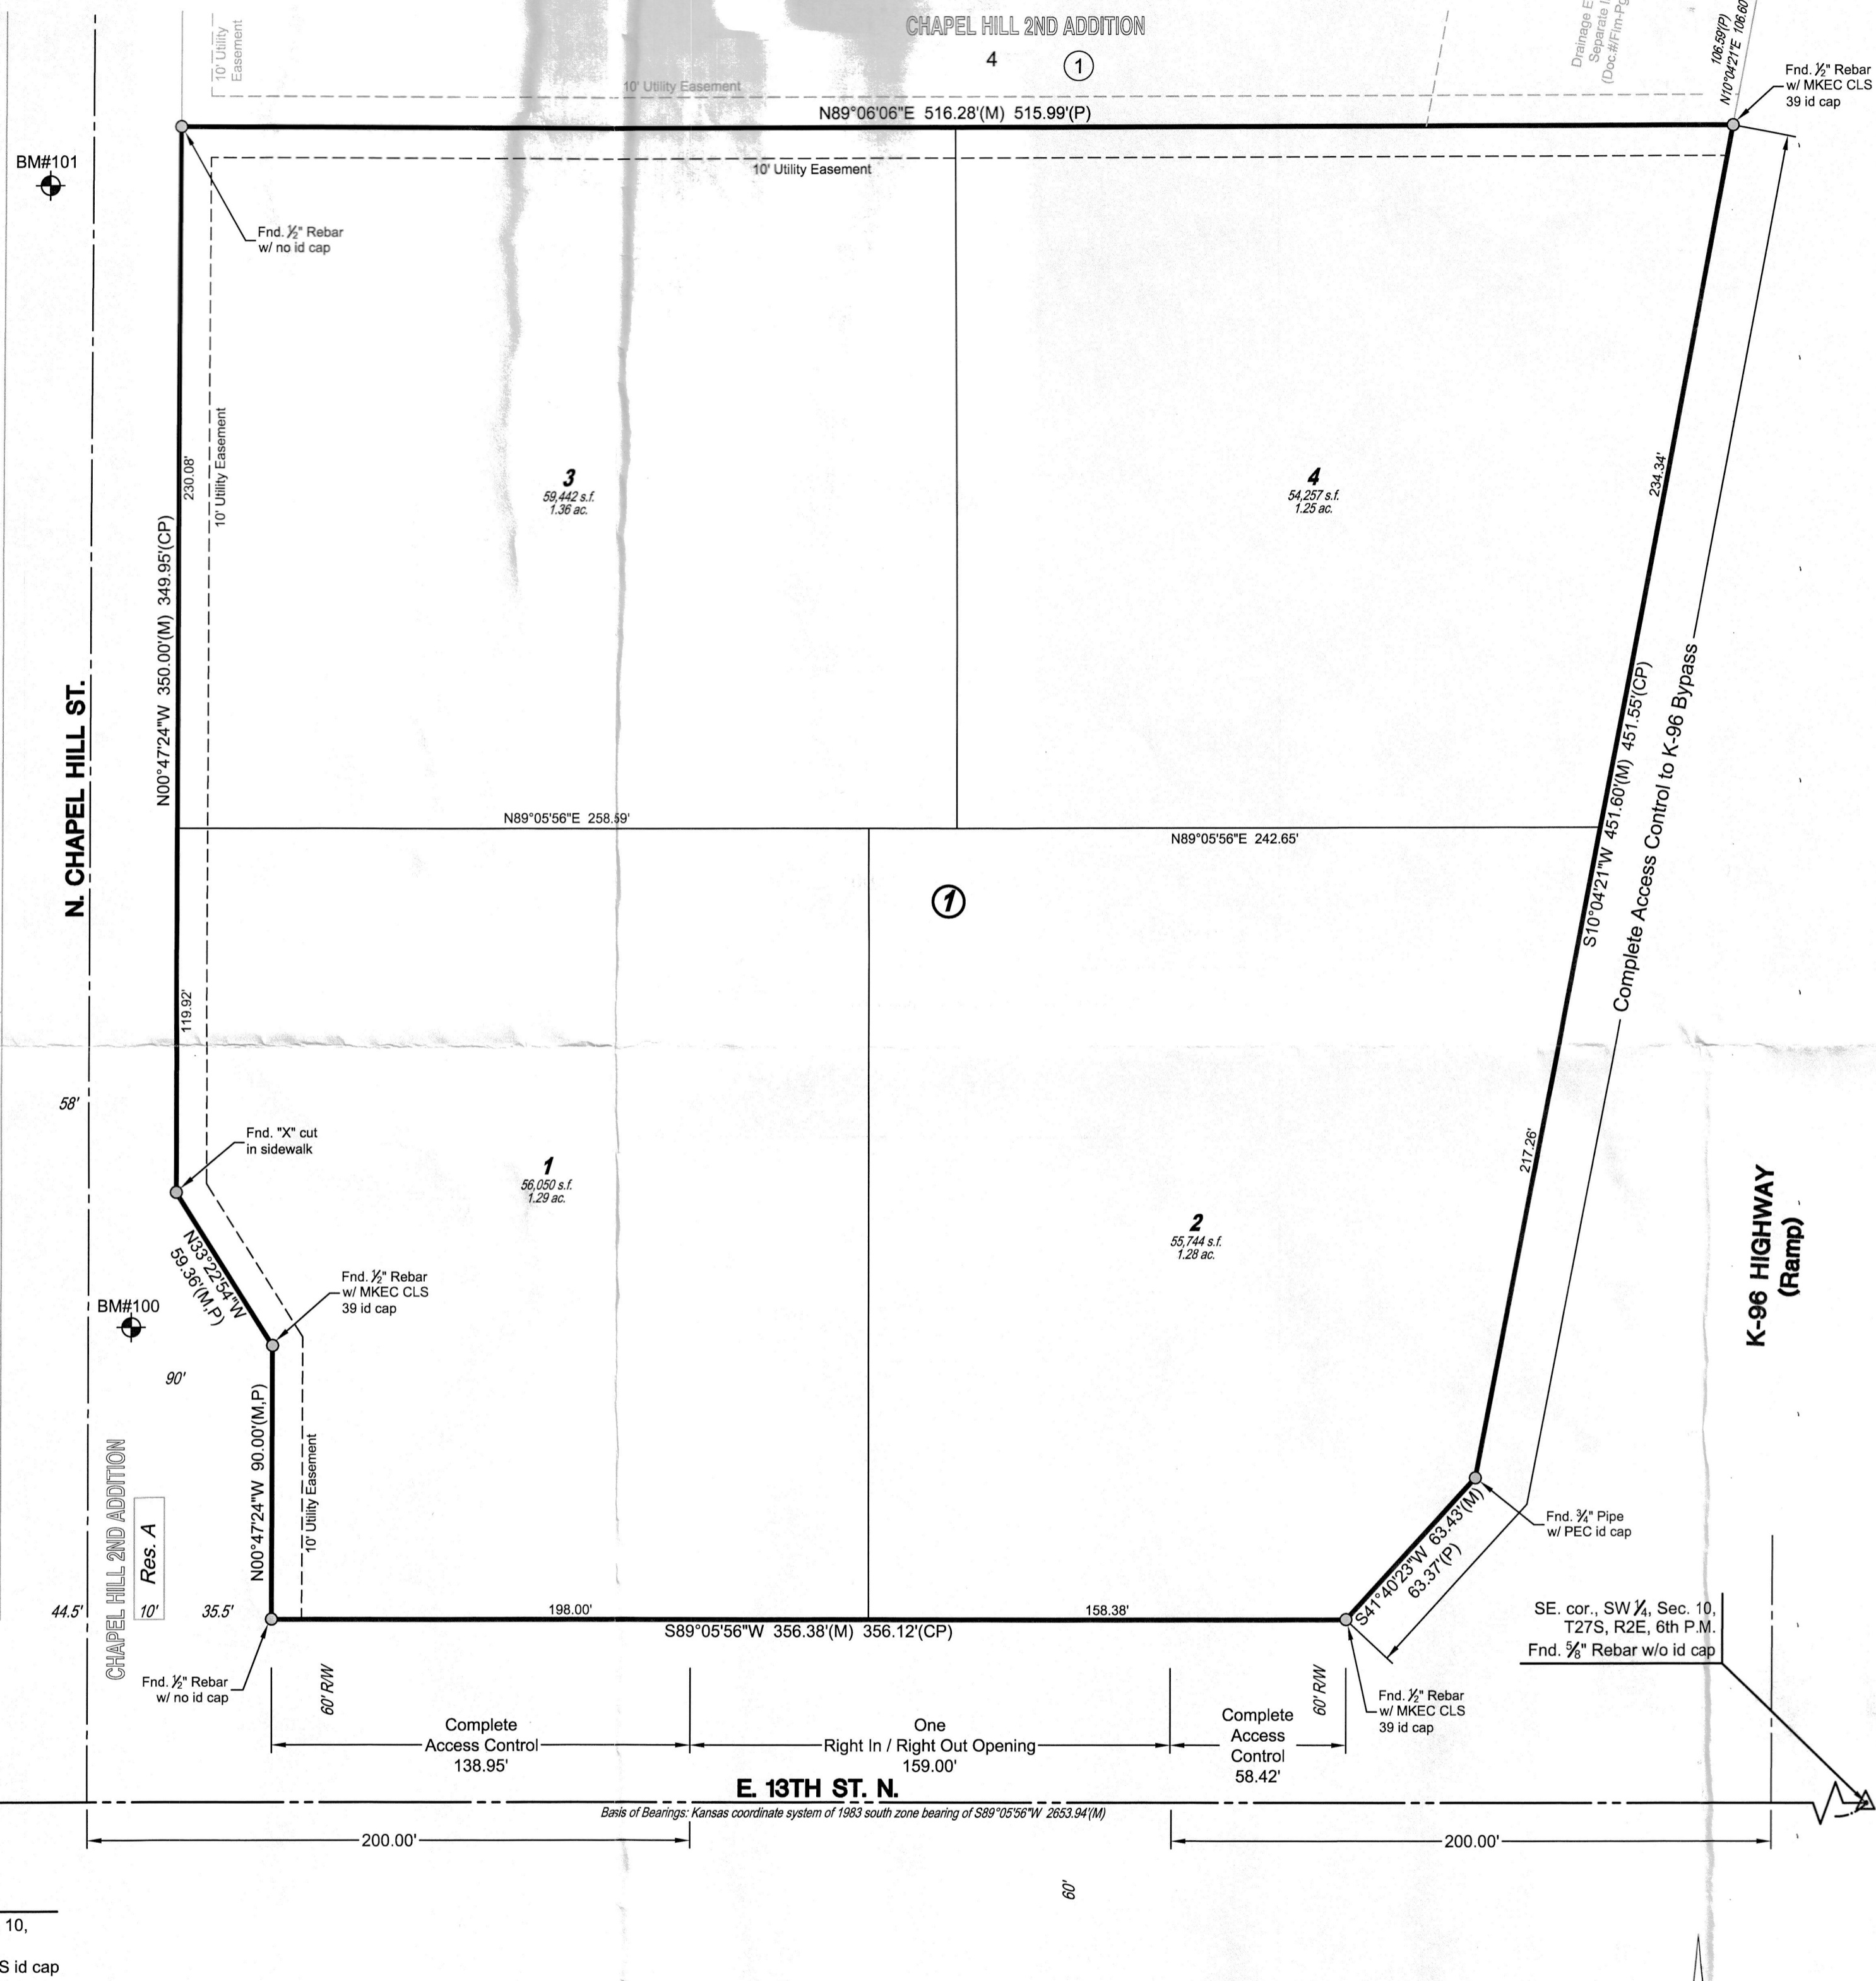 CHAPEL HILL 2ND ADDITION
4
1
10' Utility
Easement
10' Utility Easement
Drainage E
Separate I
(Doc.#/Flm-Pg
106.59'(P)
N10°04'21"E 106.60
Fnd. ½" Rebar
w/ MKEC CLS
39 id cap
N89°06'06"E 516.28'(M) 515.99'(P)
10' Utility Easement
BM#101
Fnd. ½" Rebar
w/ no id cap
230.08'
10' Utility Easement
N00°47'24"W 350.00'(M) 349.95'(CP)
3
59,442 s.f.
1.36 ac.
4
54,257 s.f.
1.25 ac.
234.34'
S10°04'21"W 451.60'(M) 451.55'(CP)
Complete Access Control to K-96 Bypass
N. CHAPEL HILL ST.
N89°05'56"E 258.59'
N89°05'56"E 242.65'
1
119.92'
58'
Fnd. "X" cut
in sidewalk
1
56,050 s.f.
1.29 ac.
2
55,744 s.f.
1.28 ac.
217.26'
K-96 HIGHWAY
(Ramp)
N33°22'54"W
59.36'(M,P)
BM#100
Fnd. ½" Rebar
w/ MKEC CLS
39 id cap
90'
N00°47'24"W 90.00'(M,P)
10' Utility Easement
CHAPEL HILL 2ND ADDITION
Res. A
44.5'
10'
35.5'
198.00'
158.38'
S89°05'56"W 356.38'(M) 356.12'(CP)
S41°40'23"W 63.43'(M)
63.37'(P)
Fnd. ¾" Pipe
w/ PEC id cap
SE. cor., SW ¼, Sec. 10,
T27S, R2E, 6th P.M.
Fnd. ⅝" Rebar w/o id cap
Fnd. ½" Rebar
w/ no id cap
60' R/W
60' R/W
Fnd. ½" Rebar
w/ MKEC CLS
39 id cap
Complete
Access Control
138.95'
One
Right In / Right Out Opening
159.00'
Complete
Access
Control
58.42'
E. 13TH ST. N.
Basis of Bearings: Kansas coordinate system of 1983 south zone bearing of S89°05'56"W 2653.94'(M)
200.00'
200.00'
60'
10,
S id cap